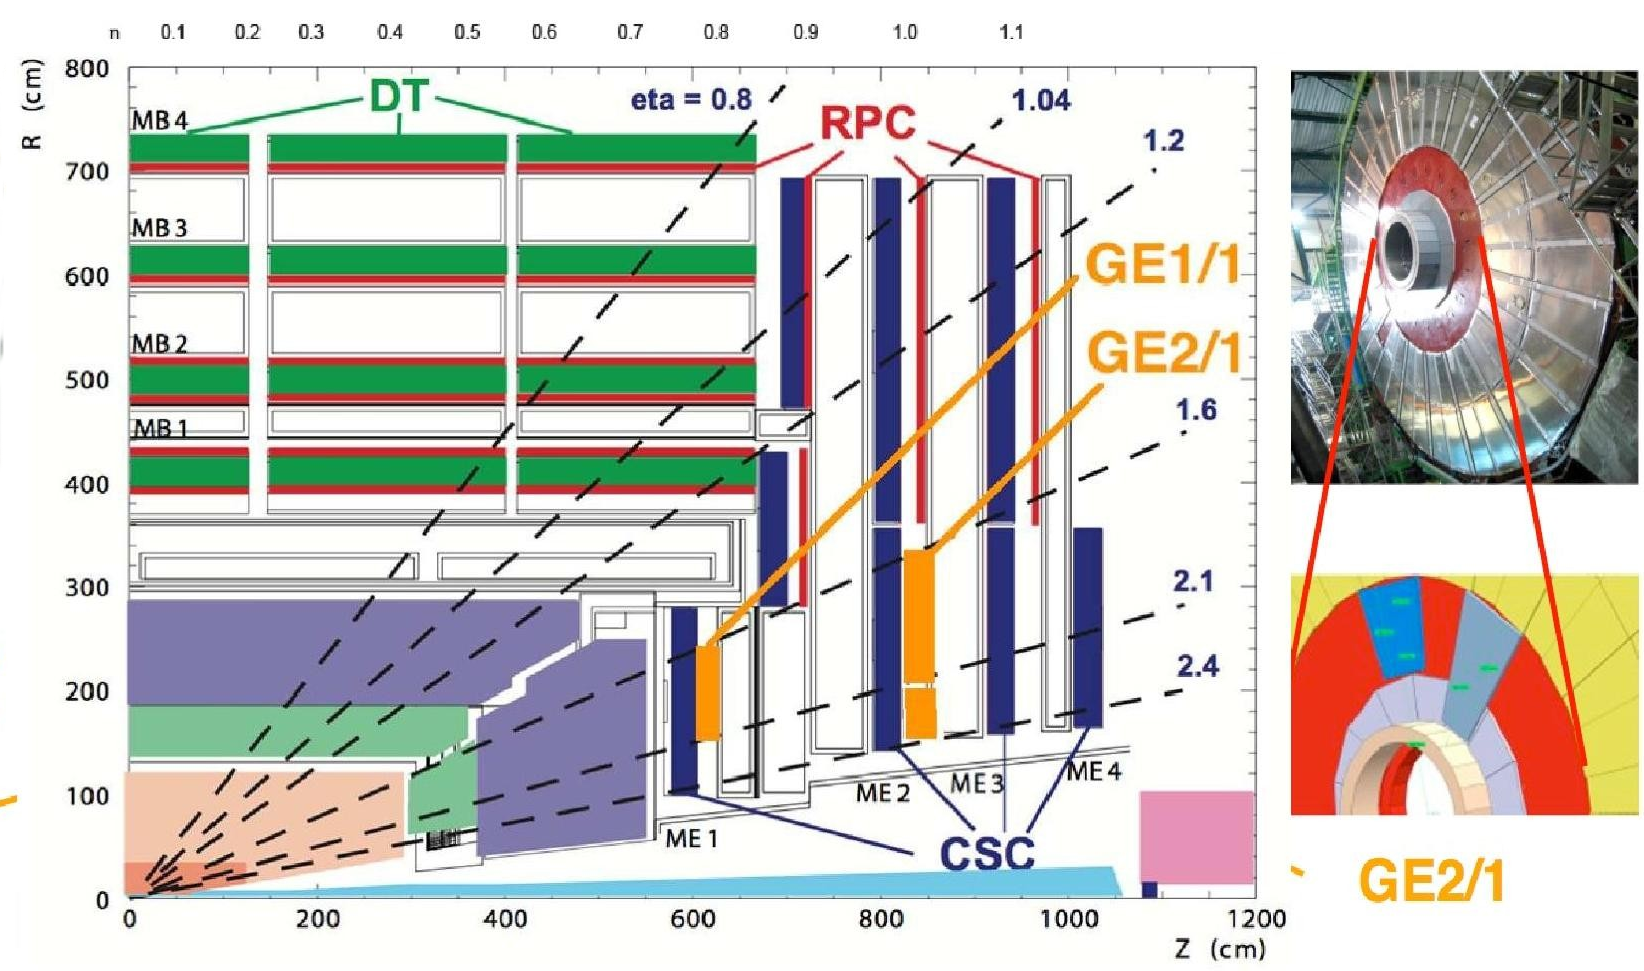 n 0.1 0.2 0.3 0.4 0.5 0.6 0.7 0.8 0.9 1.0 1.1
R (cm)
800
700
600
500
400
300
200
100
0
DT
eta = 0.8
1.04
RPC
1.2
MB 4
MB 3
GE1/1
MB 2
GE2/1
1.6
MB 1
2.1
2.4
ME 1
ME 2
ME 3
ME 4
CSC
0 200 400 600 800 1000 1200
Z (cm)
GE2/1